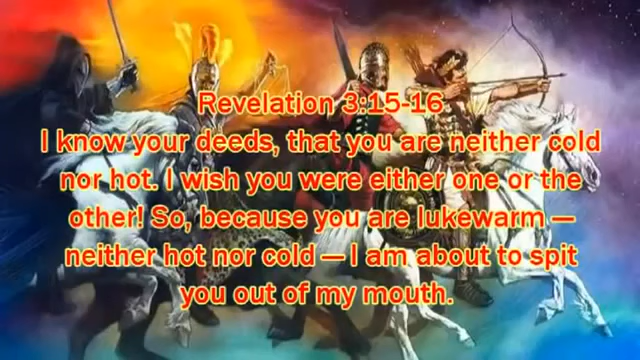 Revelation 3:15-16
I know your deeds, that you are neither cold
nor hot. I wish you were either one or the
other! So, because you are lukewarm —
neither hot nor cold — I am about to spit
you out of my mouth.